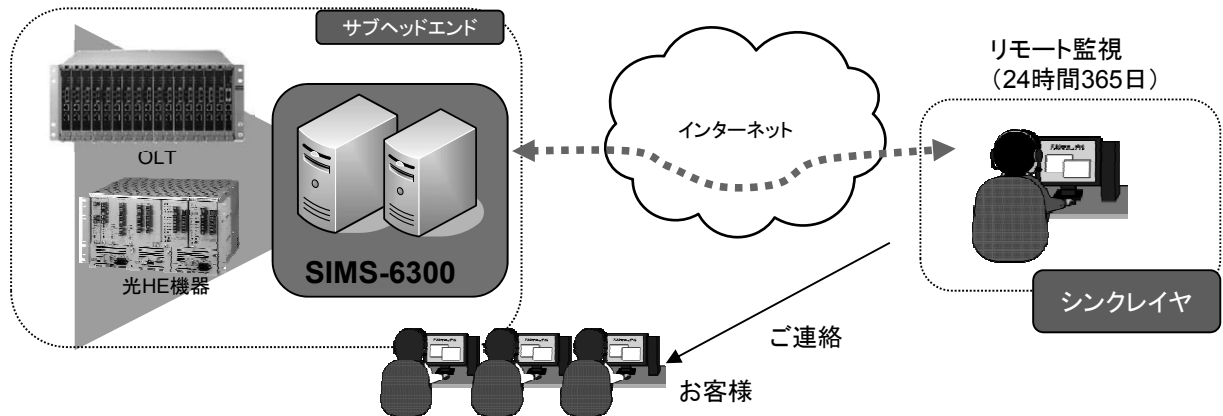 サブヘッドエンド
OLT
光HE機器
SIMS-6300
インターネット
リモート監視
（24時間365日）
シンクレイヤ
ご連絡
お客様